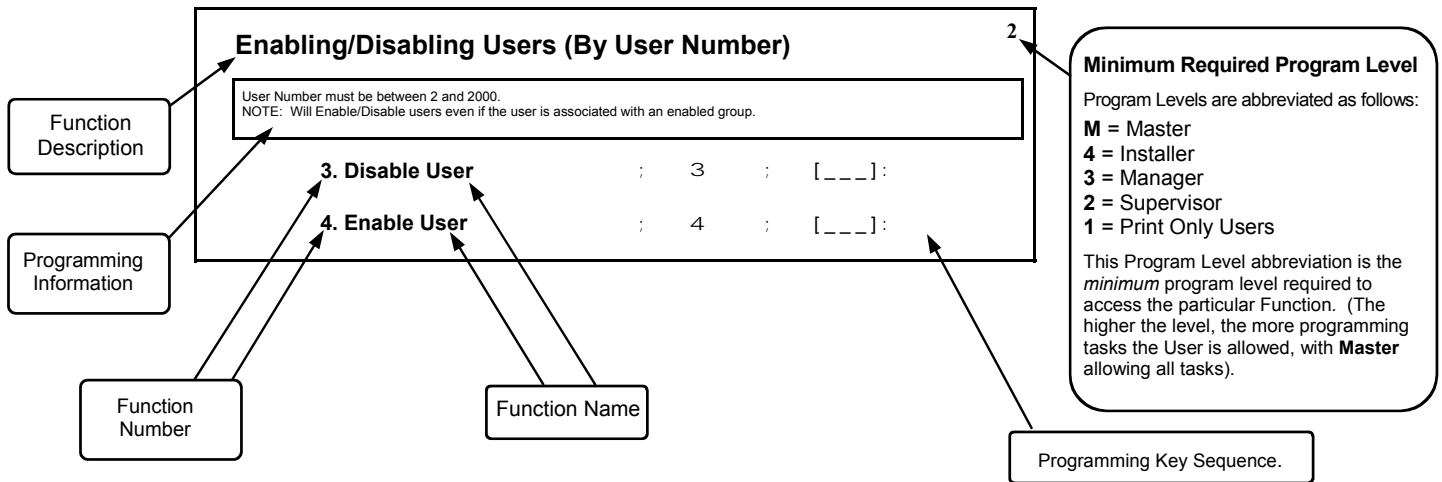 Enabling/Disabling Users (By User Number)
2
User Number must be between 2 and 2000.
NOTE: Will Enable/Disable users even if the user is associated with an enabled group.
3. Disable User ; 3 ; [_ _ _]:
4. Enable User ; 4 ; [_ _ _]:
Function
Description
Programming
Information
Function
Number
Function Name
Programming Key Sequence.
Minimum Required Program Level
Program Levels are abbreviated as follows:
M = Master
4 = Installer
3 = Manager
2 = Supervisor
1 = Print Only Users
This Program Level abbreviation is the
minimum program level required to
access the particular Function. (The
higher the level, the more programming
tasks the User is allowed, with Master
allowing all tasks).